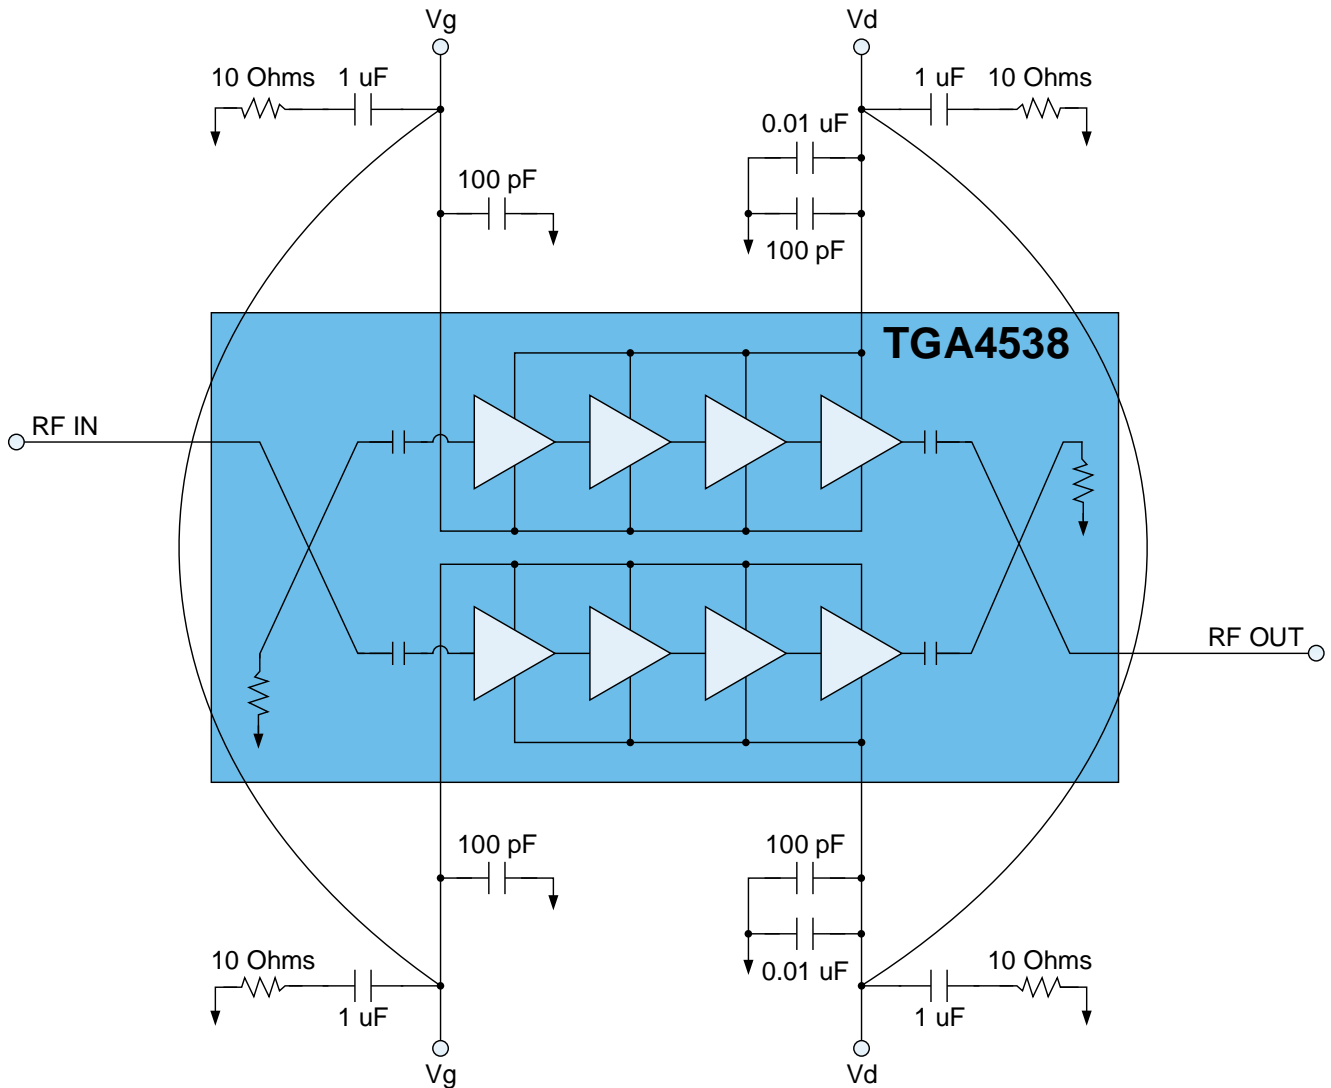 Vg
Vd
10 Ohms 1 uF
1 uF 10 Ohms
0.01 uF
100 pF
100 pF
TGA4538
RF IN
RF OUT
100 pF
100 pF
0.01 uF
10 Ohms
1 uF
10 Ohms
1 uF
Vg
Vd